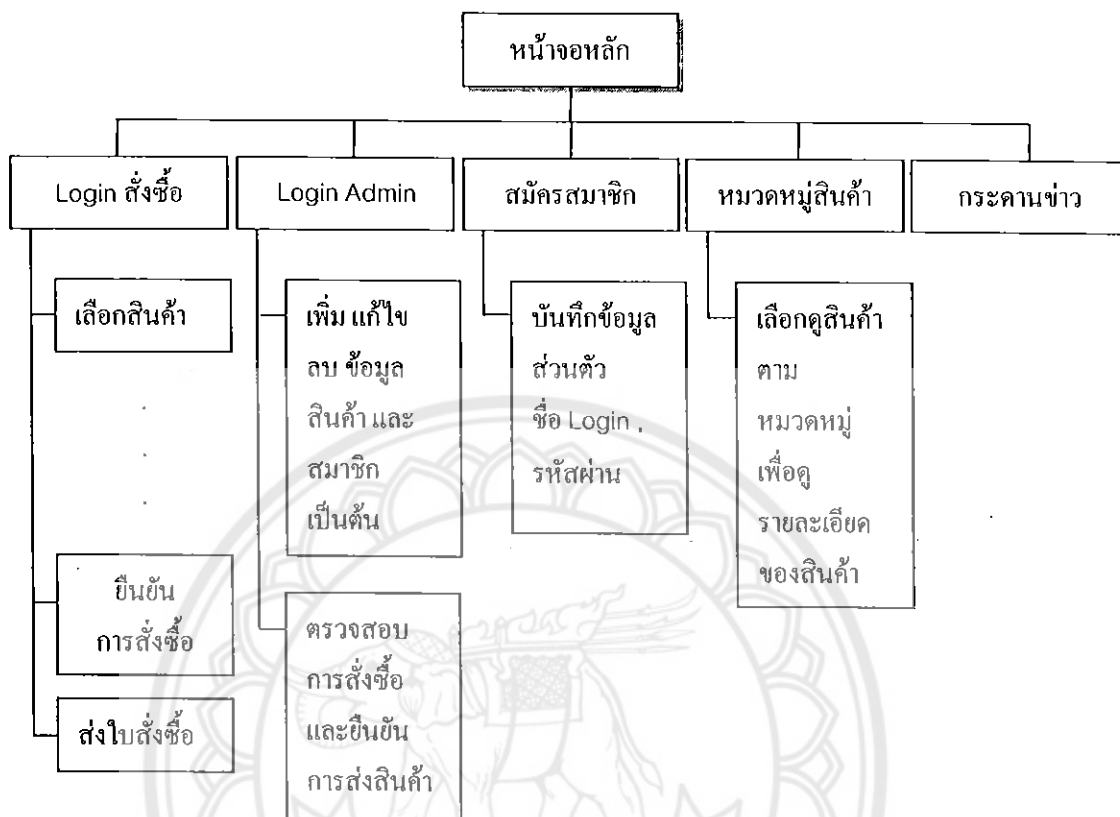 หน้าจอหลัก
Login สั่งซื้อ
Login Admin
สมัครสมาชิก
หมวดหมู่สินค้า
กระดานข่าว
เลือกสินค้า
.
.
.
ยืนยัน
การสั่งซื้อ
ส่งใบสั่งซื้อ
เพิ่ม แก้ไข
ลบ ข้อมูล
สินค้า และ
สมาชิก
เป็นต้น
ตรวจสอบ
การสั่งซื้อ
และยืนยัน
การส่งสินค้า
บันทึกข้อมูล
ส่วนตัว
ชื่อ Login ,
รหัสผ่าน
เลือกดูสินค้า
ตาม
หมวดหมู่
เพื่อดู
รายละเอียด
ของสินค้า